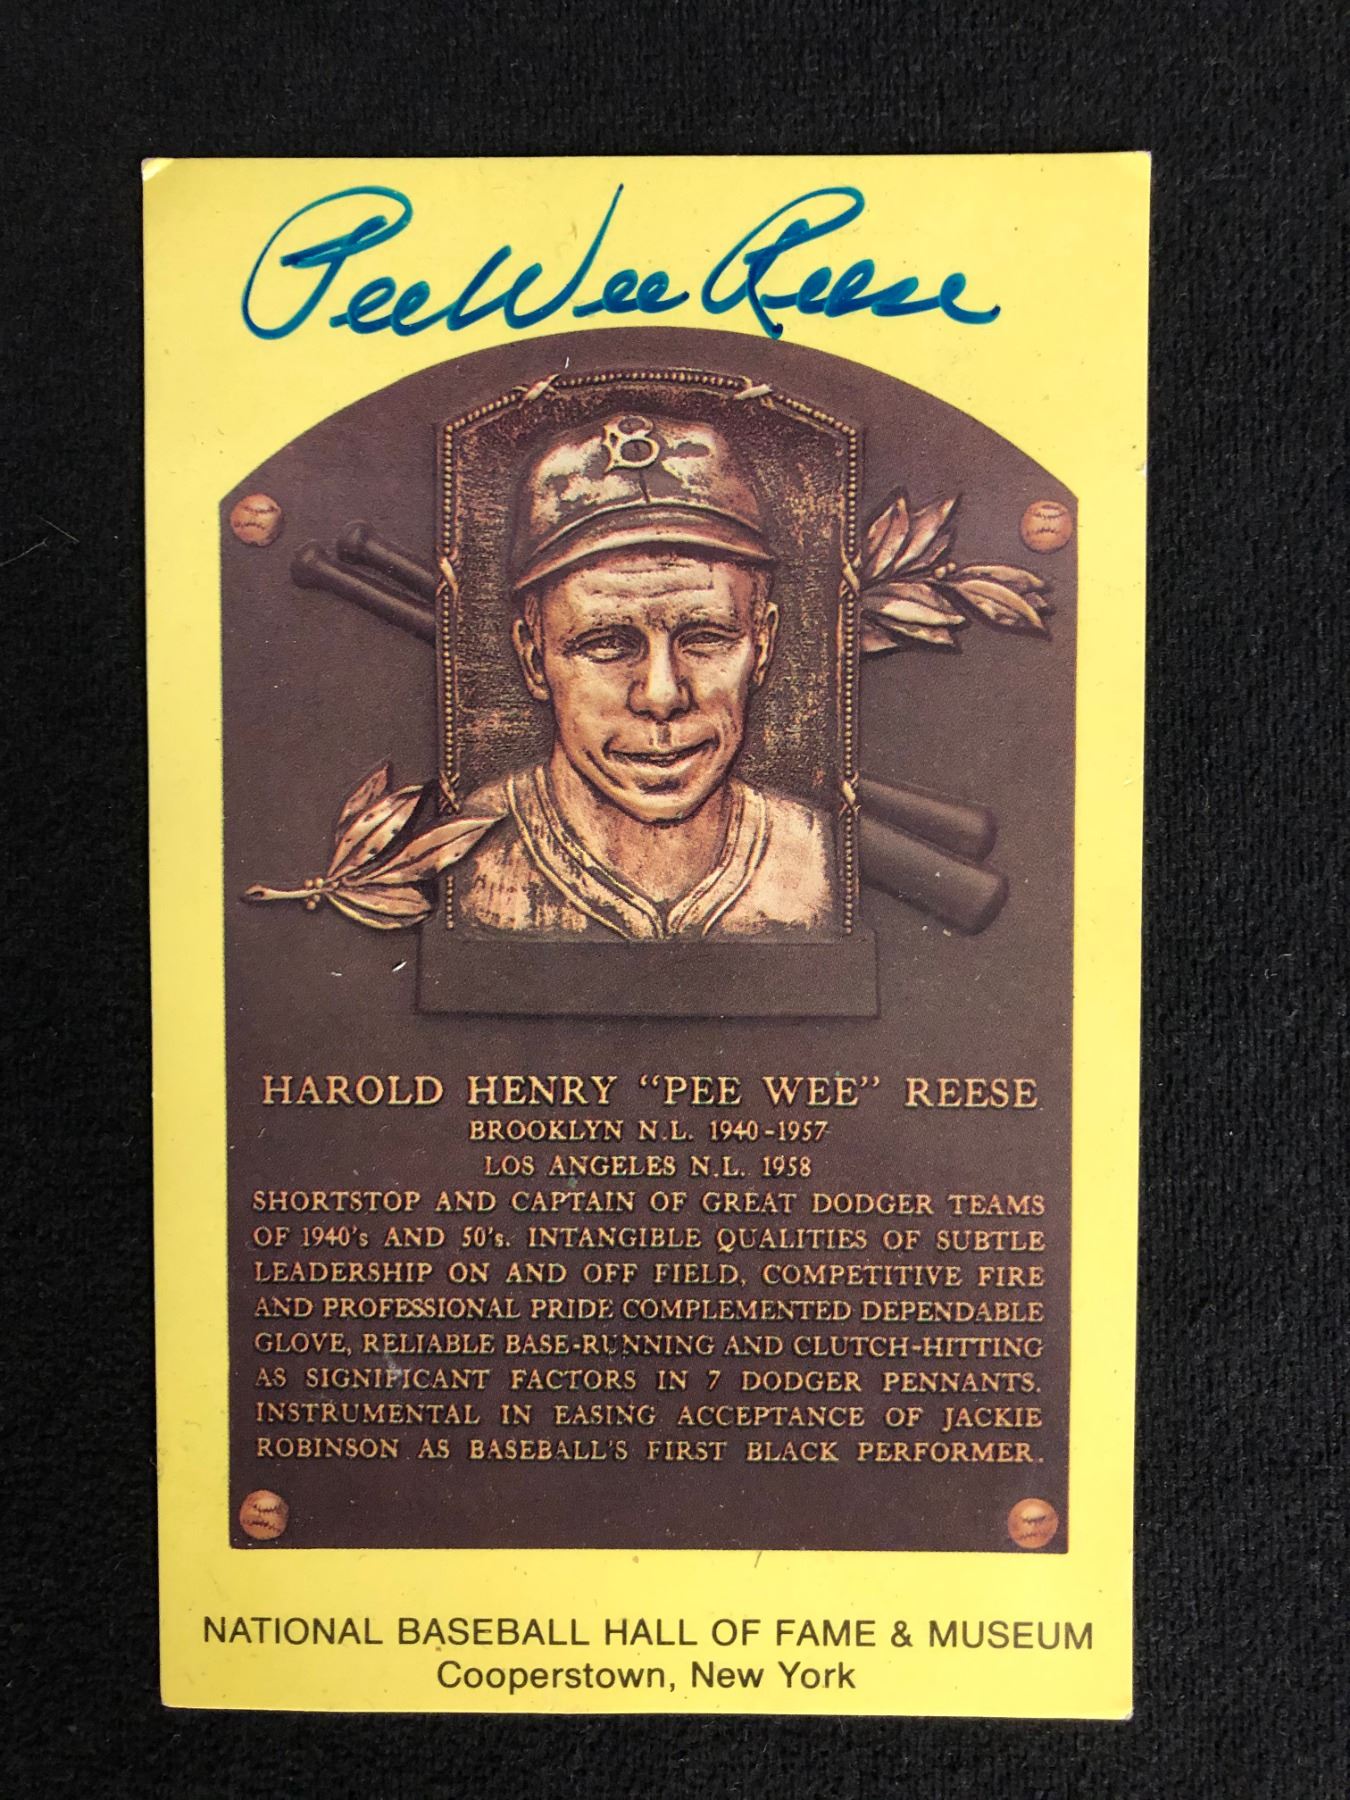 Pee Wee Reese
B
HAROLD HENRY "PEE WEE" REESE
BROOKLYN N.L. 1940-1957
LOS ANGELES N.L. 1958
SHORTSTOP AND CAPTAIN OF GREAT DODGER TEAMS
OF 1940's AND 50's. INTANGIBLE QUALITIES OF SUBTLE
LEADERSHIP ON AND OFF FIELD, COMPETITIVE FIRE
AND PROFESSIONAL PRIDE COMPLEMENTED DEPENDABLE
GLOVE, RELIABLE BASE-RUNNING AND CLUTCH-HITTING
AS SIGNIFICANT FACTORS IN 7 DODGER PENNANTS.
INSTRUMENTAL IN EASING ACCEPTANCE OF JACKIE
ROBINSON AS BASEBALL'S FIRST BLACK PERFORMER.
NATIONAL BASEBALL HALL OF FAME & MUSEUM
Cooperstown, New York